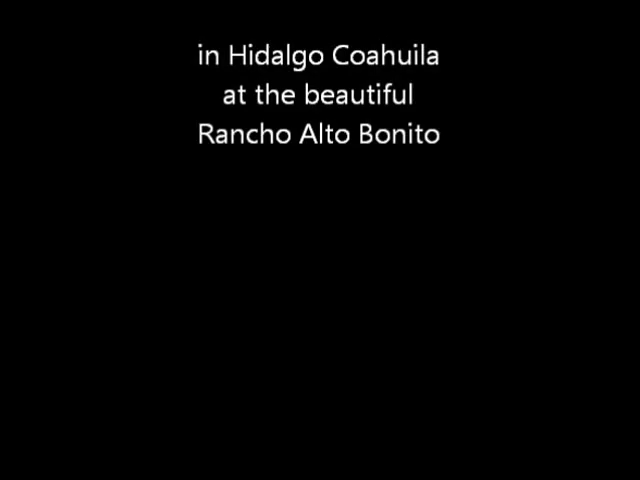 in Hidalgo Coahuila
at the beautiful
Rancho Alto Bonito